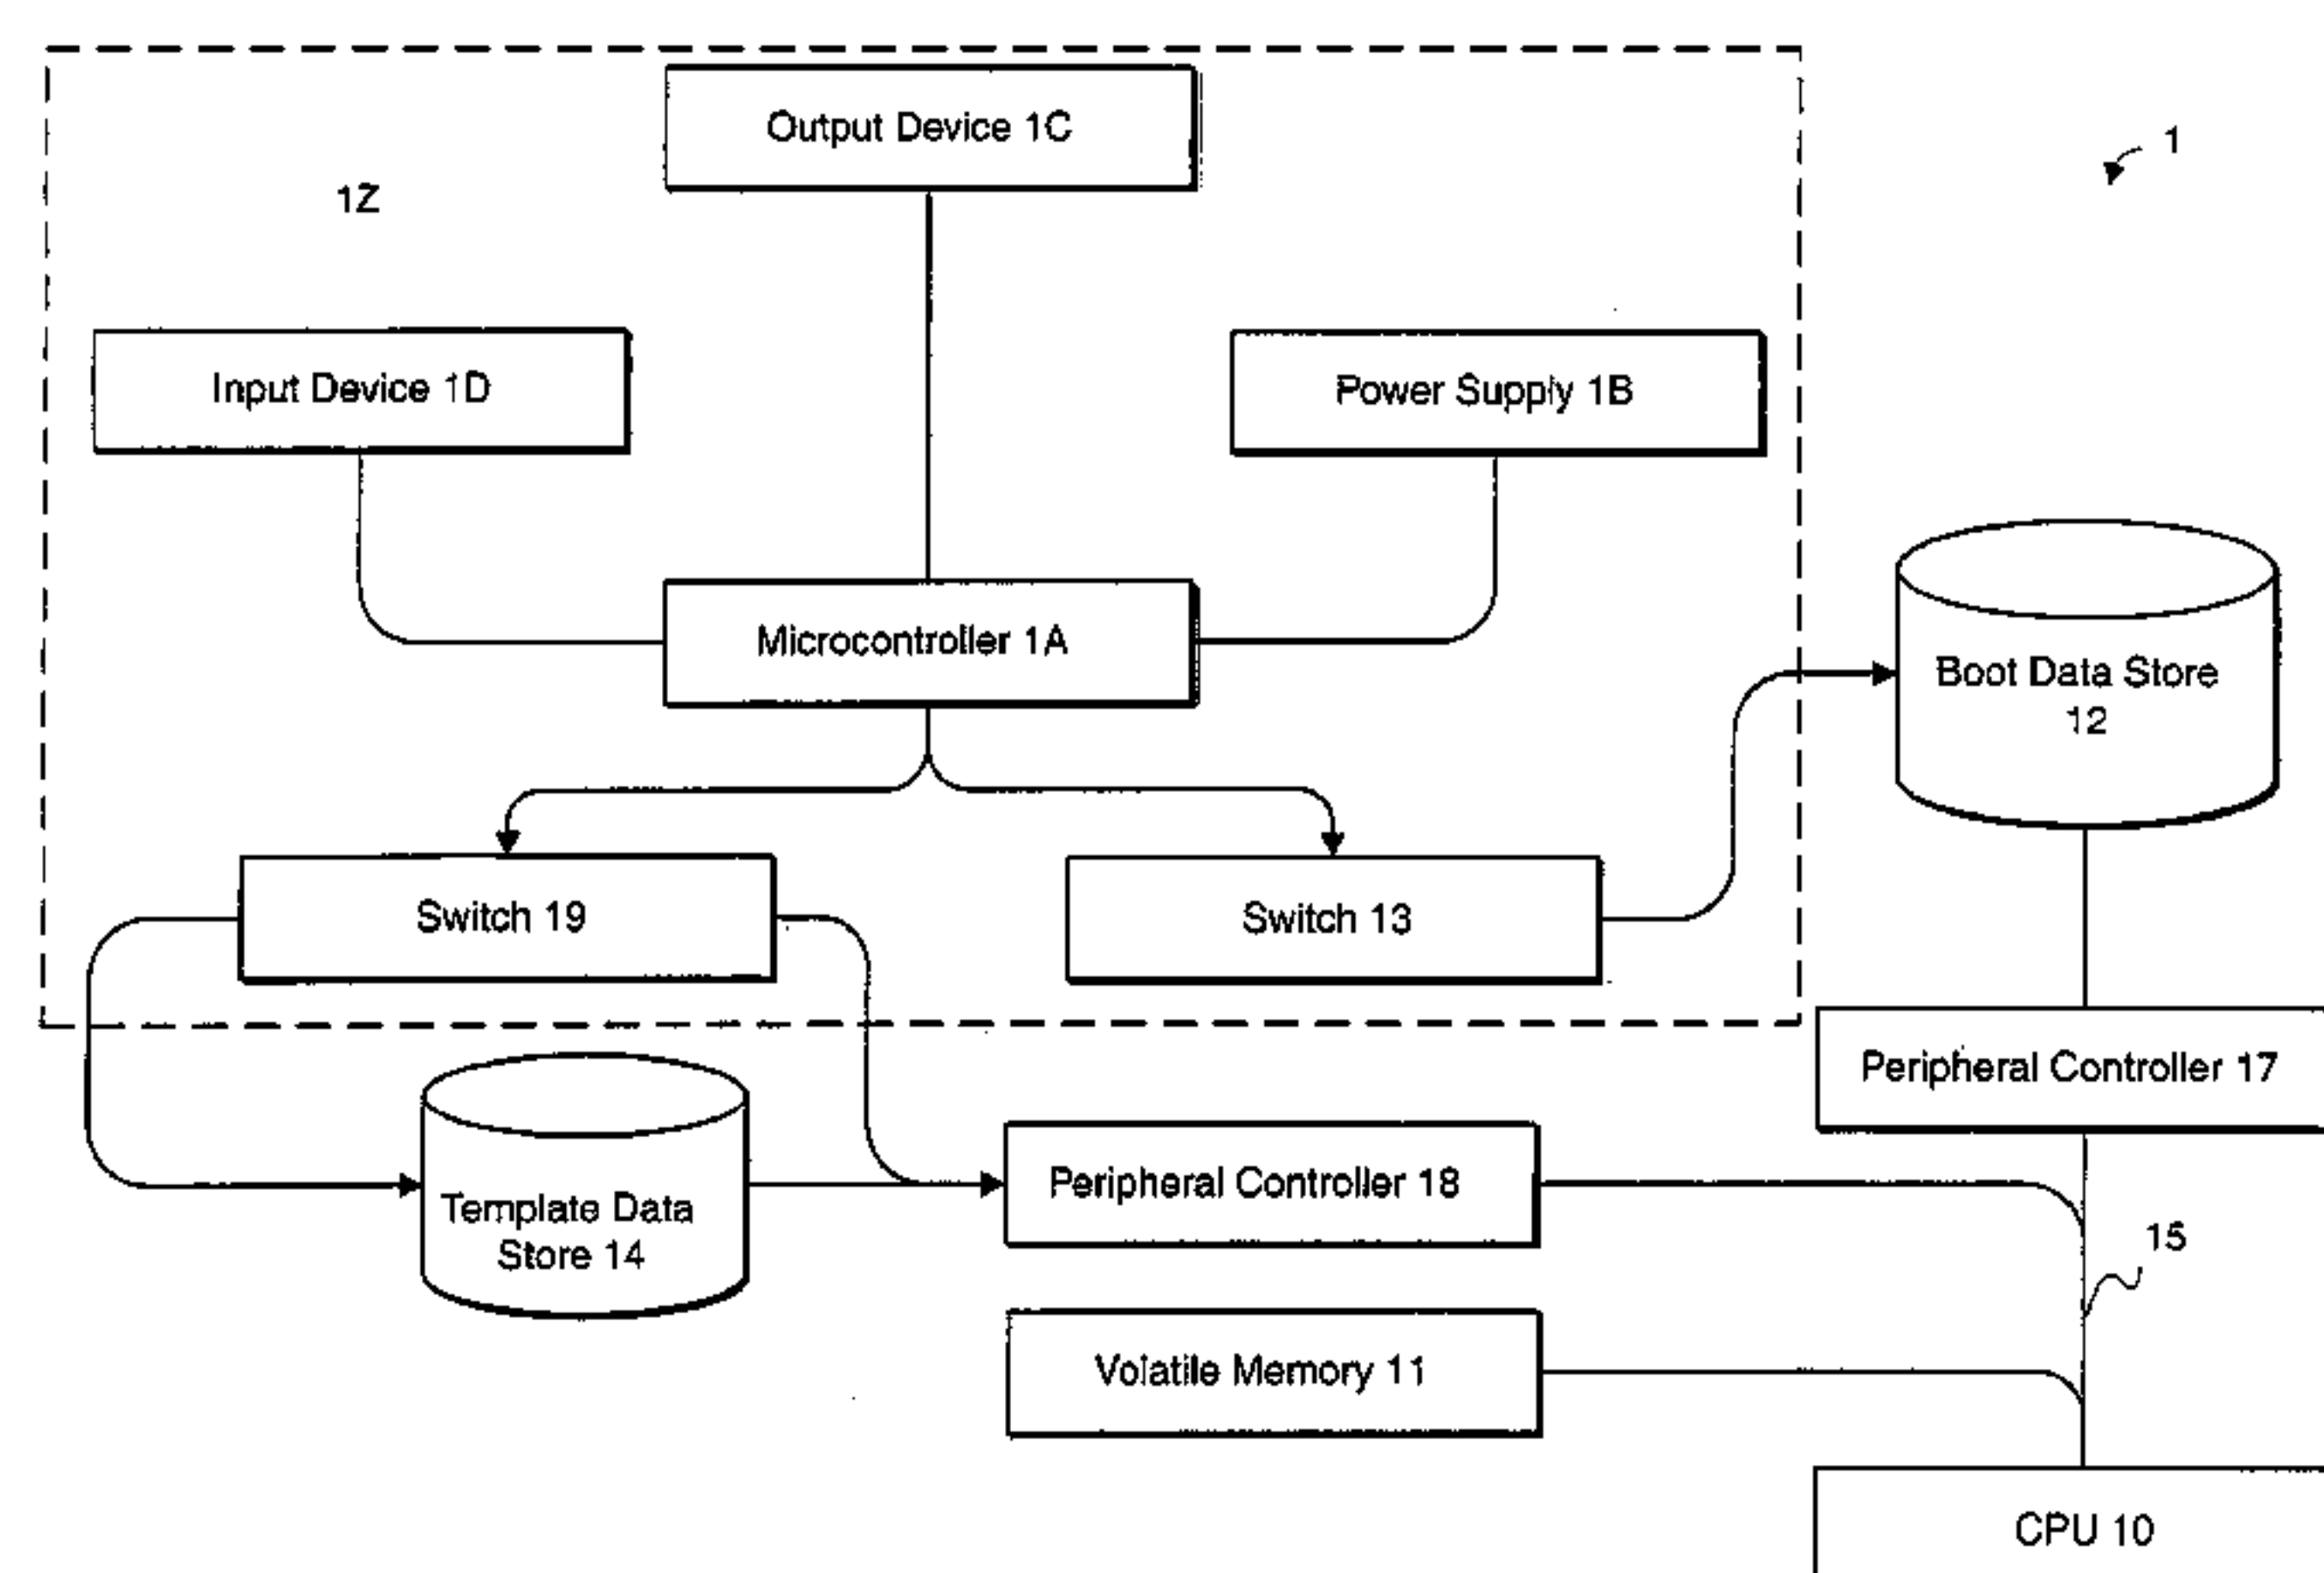 Output Device 1C
1
1Z
Input Device 1D
Power Supply 1B
Microcontroller 1A
Boot Data Store
12
Switch 19
Switch 13
Peripheral Controller 17
Peripheral Controller 18
Template Data
Store 14
15
Volatile Memory 11
CPU 10